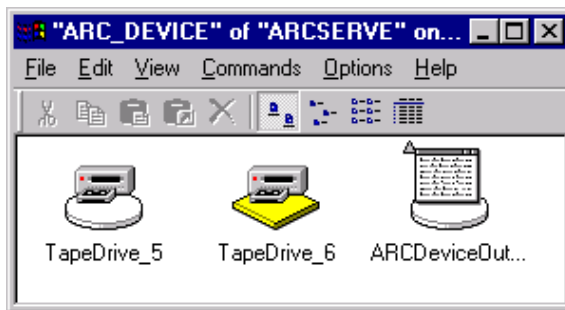 "ARC_DEVICE" of "ARCSERVE" on...
File Edit View Commands Options Help
TapeDrive_5 TapeDrive_6 ARCDeviceOut...